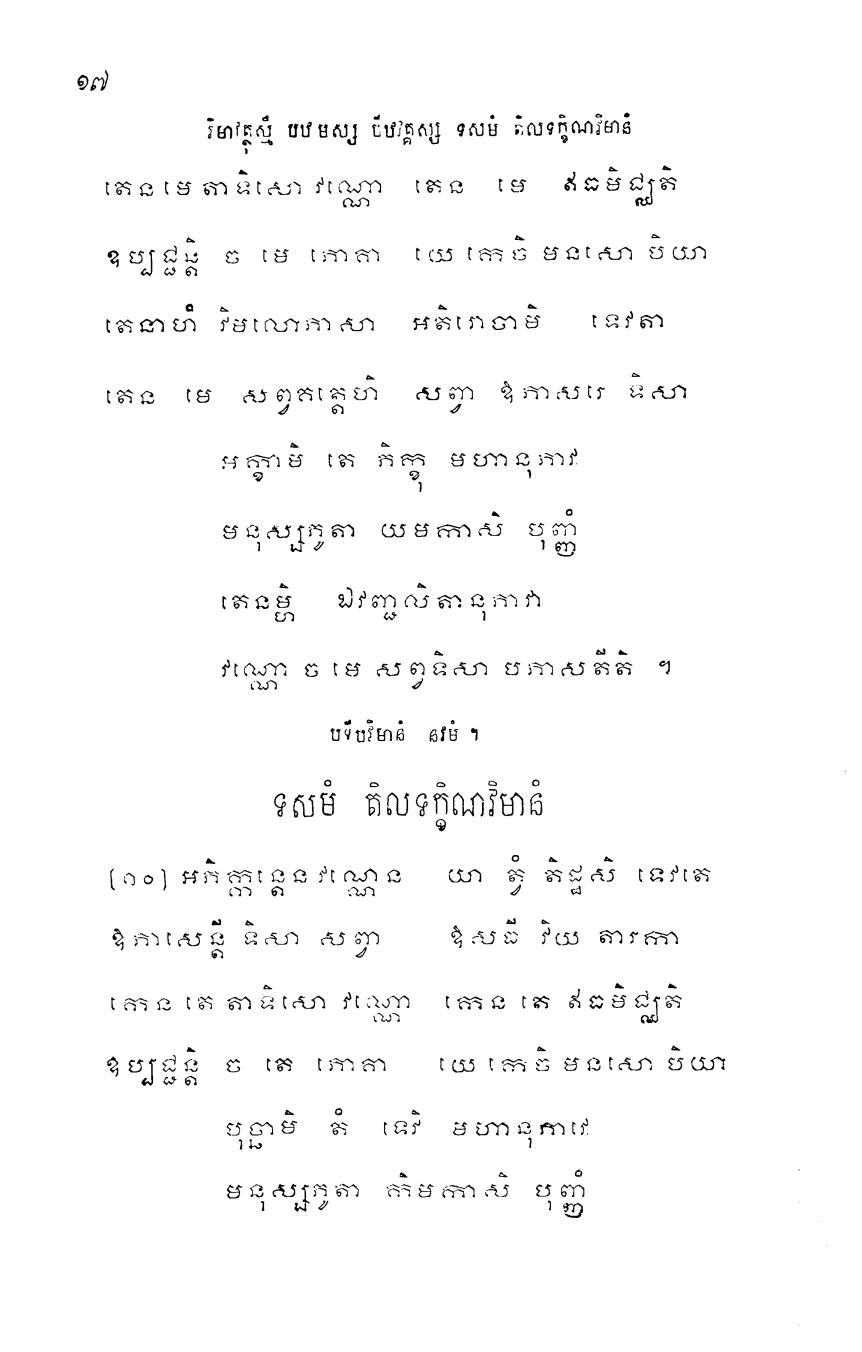 ១៧
វិមាវត្ថុស្មឹ បឋមស្ស បីឋវគ្គស្ស ទសមំ តិលទក្ខិណវិមានំ
តេន មេ តាទិសោ វណ្ណោ តេន មេ ឥធមិជ្ឈតិ
ឧប្បជ្ជន្តិ ច មេ ភោគា យេ កេចិ មនសោ បិយា
តេនាហំ វិមលោភាសា អតិរោចាមិ ទេវតា
តេន មេ សព្វគត្តេហិ សព្វា ឱភាសរេ ទិសា
អក្ខាមិ តេ ភិក្ខុ មហានុភាវ
មនុស្សភូតា យមកាសិ បុញ្ញំ
តេនម្ហិ ឯវញ្ជលិតានុភាវា
វណ្ណោ ច មេ សព្វទិសា បភាសតីតិ ។
បទីបវិមានំ នវមំ ។
ទសមំ តិលទក្ខិណវិមានំ
[១០] អភិក្កន្តេន វណ្ណេន យា ត្វំ តិដ្ឋសិ ទេវតេ
ឱភាសេន្តី ទិសា សព្វា ឱសធី វិយ តារកា
កេន តេ តាទិសោ វណ្ណោ កេន តេ ឥធមិជ្ឈតិ
ឧប្បជ្ជន្តិ ច តេ ភោគា យេ កេចិ មនសោ បិយា
បុច្ឆាមិ តំ ទេវិ មហានុភាវេ
មនុស្សភូតា កិមកាសិ បុញ្ញំ